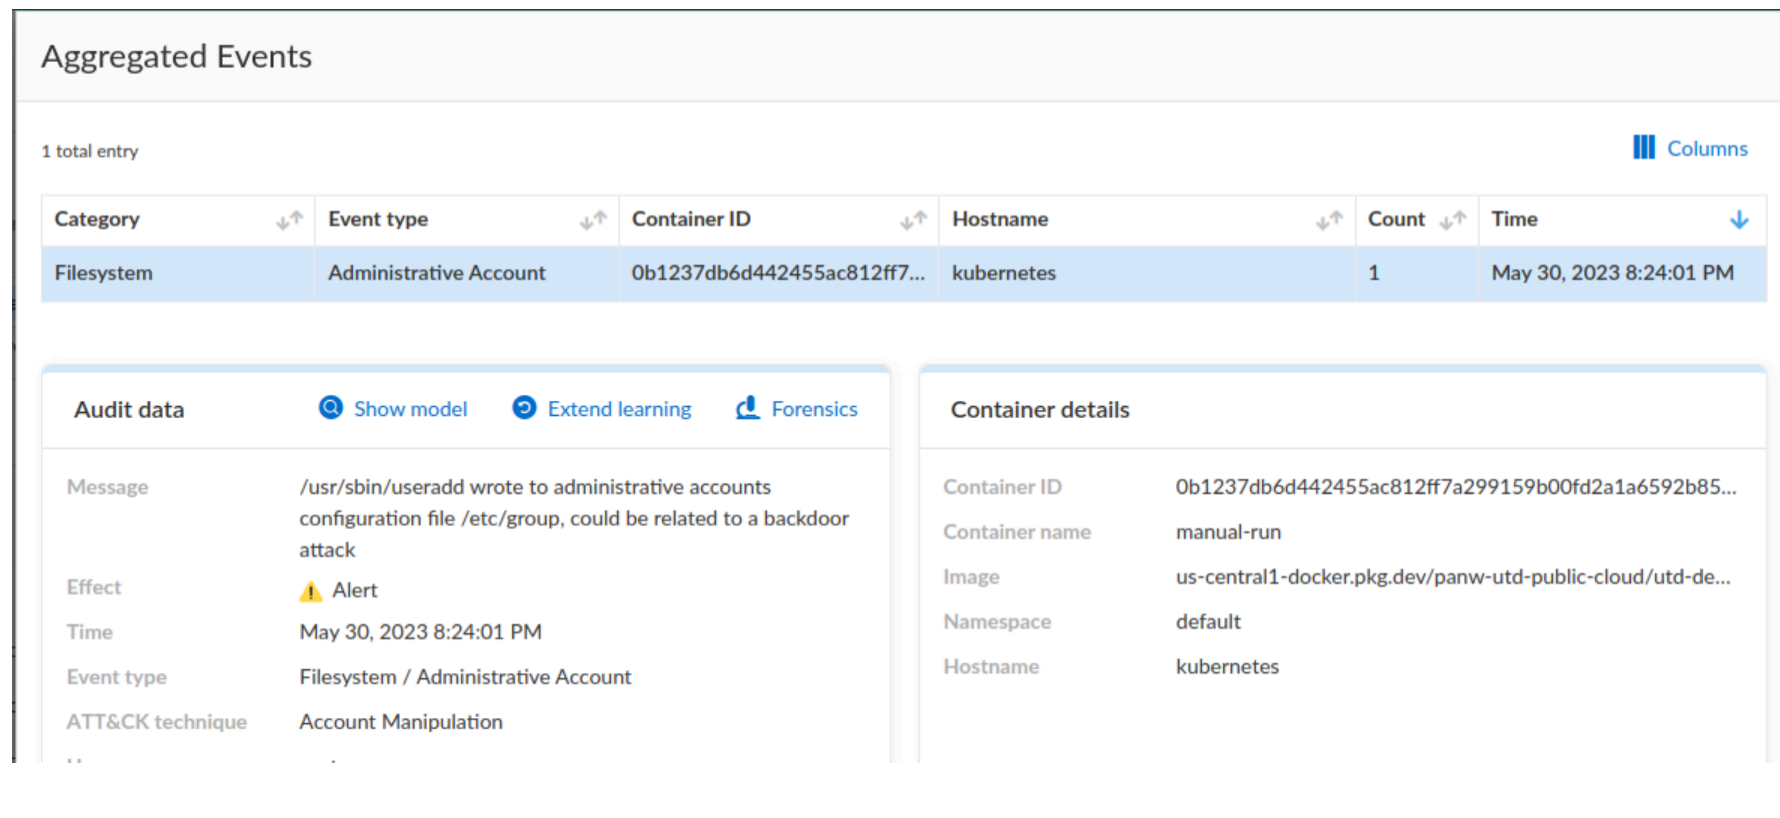 Aggregated Events
1 total entry
Columns
Category Event type Container ID Hostname Count Time
Filesystem Administrative Account 0b1237db6d442455ac812ff7... kubernetes 1 May 30, 2023 8:24:01 PM
Audit data Show model Extend learning Forensics
Message /usr/sbin/useradd wrote to administrative accounts
configuration file /etc/group, could be related to a backdoor
attack
Effect Alert
Time May 30, 2023 8:24:01 PM
Event type Filesystem / Administrative Account
ATT&CK technique Account Manipulation
Container details
Container ID 0b1237db6d442455ac812ff7a299159b00fd2a1a6592b85...
Container name manual-run
Image us-central1-docker.pkg.dev/panw-utd-public-cloud/utd-de...
Namespace default
Hostname kubernetes